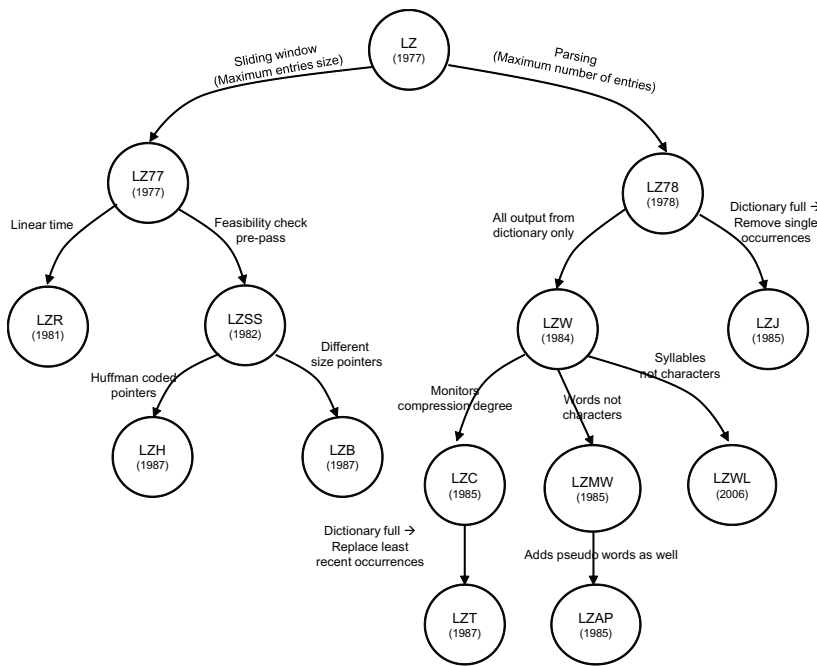 LZ
(1977)
Sliding window
(Maximum entries size)
Parsing
(Maximum number of entries)
LZ77
(1977)
LZ78
(1978)
Linear time
Feasibility check
pre-pass
All output from
dictionary only
Dictionary full →
Remove single
occurrences
LZR
(1981)
LZSS
(1982)
LZW
(1984)
LZJ
(1985)
Huffman coded
pointers
Different
size pointers
Monitors
compression degree
Words not
characters
Syllables
not characters
LZH
(1987)
LZB
(1987)
LZC
(1985)
LZMW
(1985)
LZWL
(2006)
Dictionary full →
Replace least
recent occurrences
Adds pseudo words as well
LZT
(1987)
LZAP
(1985)